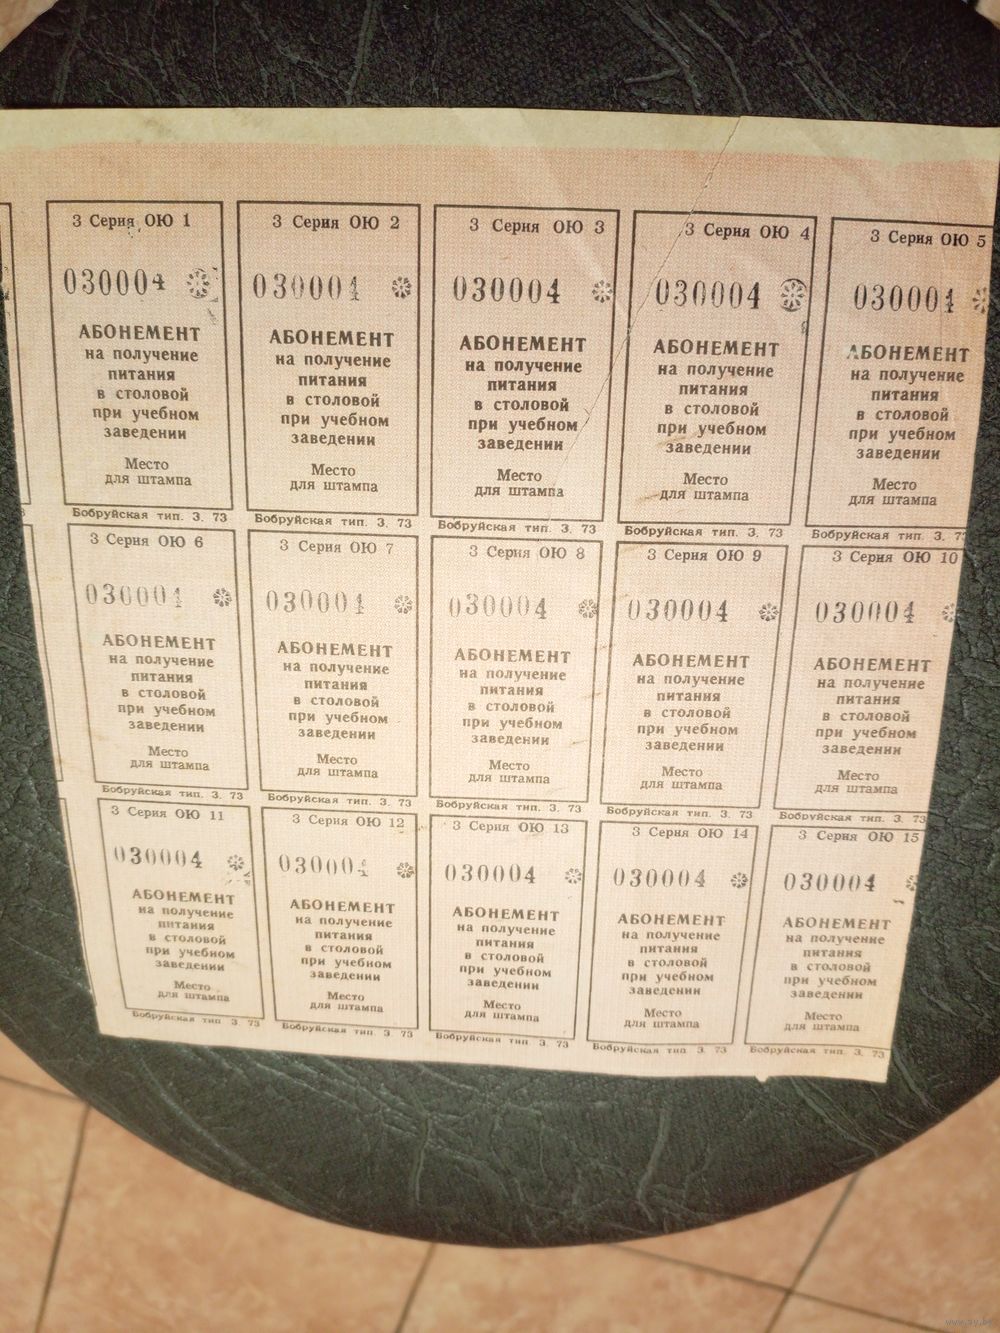 3 Серия ОЮ 1
030004
АБОНЕМЕНТ
на получение
питания
в столовой
при учебном
заведении
Место
для штампа
Бобруйская тип. З. 73
3 Серия ОЮ 2
030004
АБОНЕМЕНТ
на получение
питания
в столовой
при учебном
заведении
Место
для штампа
Бобруйская тип. З. 73
3 Серия ОЮ 3
030004
АБОНЕМЕНТ
на получение
питания
в столовой
при учебном
заведении
Место
для штампа
Бобруйская тип. З. 73
3 Серия ОЮ 4
030004
АБОНЕМЕНТ
на получение
питания
в столовой
при учебном
заведении
Место
для штампа
Бобруйская тип. З. 73
3 Серия ОЮ 5
030004
АБОНЕМЕНТ
на получение
питания
в столовой
при учебном
заведении
Место
для штампа
Бобруйская тип. З. 73
3 Серия ОЮ 6
030004
АБОНЕМЕНТ
на получение
питания
в столовой
при учебном
заведении
Место
для штампа
Бобруйская тип. З. 73
3 Серия ОЮ 7
030004
АБОНЕМЕНТ
на получение
питания
в столовой
при учебном
заведении
Место
для штампа
Бобруйская тип. З. 73
3 Серия ОЮ 8
030004
АБОНЕМЕНТ
на получение
питания
в столовой
при учебном
заведении
Место
для штампа
Бобруйская тип. З. 73
3 Серия ОЮ 9
030004
АБОНЕМЕНТ
на получение
питания
в столовой
при учебном
заведении
Место
для штампа
Бобруйская тип. З. 73
3 Серия ОЮ 10
030004
АБОНЕМЕНТ
на получение
питания
в столовой
при учебном
заведении
Место
для штампа
Бобруйская тип. З. 73
3 Серия ОЮ 11
030004
АБОНЕМЕНТ
на получение
питания
в столовой
при учебном
заведении
Место
для штампа
Бобруйская тип З. 73
3 Серия ОЮ 12
030004
АБОНЕМЕНТ
на получение
питания
в столовой
при учебном
заведении
Место
для штампа
Бобруйская тип З. 73
3 Серия ОЮ 13
030004
АБОНЕМЕНТ
на получение
питания
в столовой
при учебном
заведении
Место
для штампа
Бобруйская тип. З. 73
3 Серия ОЮ 14
030004
АБОНЕМЕНТ
на получение
питания
в столовой
при учебном
заведении
Место
для штампа
Бобруйская тип З. 73
3 Серия ОЮ 15
030004
АБОНЕМЕНТ
на получение
питания
в столовой
при учебном
заведении
Место
для штампа
Бобруйская тип З. 73